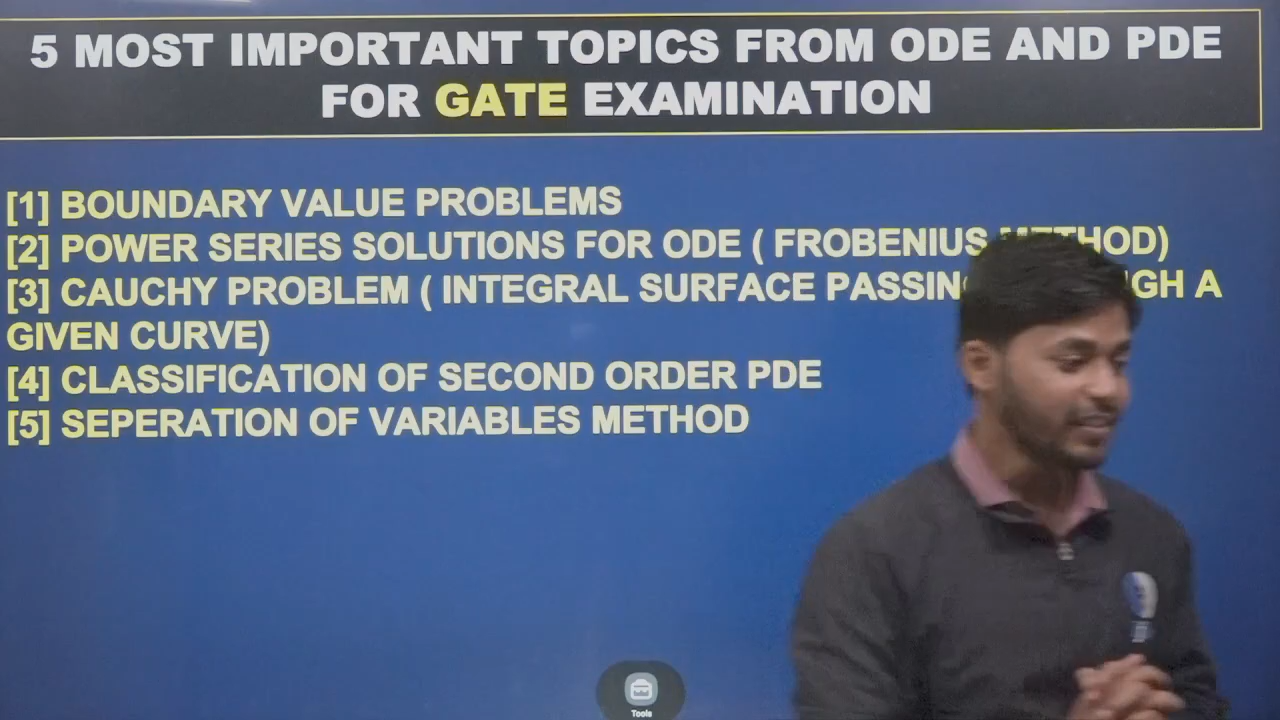 5 MOST IMPORTANT TOPICS FROM ODE AND PDE
FOR GATE EXAMINATION
[1] BOUNDARY VALUE PROBLEMS
[2] POWER SERIES SOLUTIONS FOR ODE ( FROBENIUS METHOD)
[3] CAUCHY PROBLEM ( INTEGRAL SURFACE A
GIVEN CURVE)
[4] CLASSIFICATION OF SECOND ORDER PDE
[5] SEPERATION OF VARIABLES METHOD
Tools